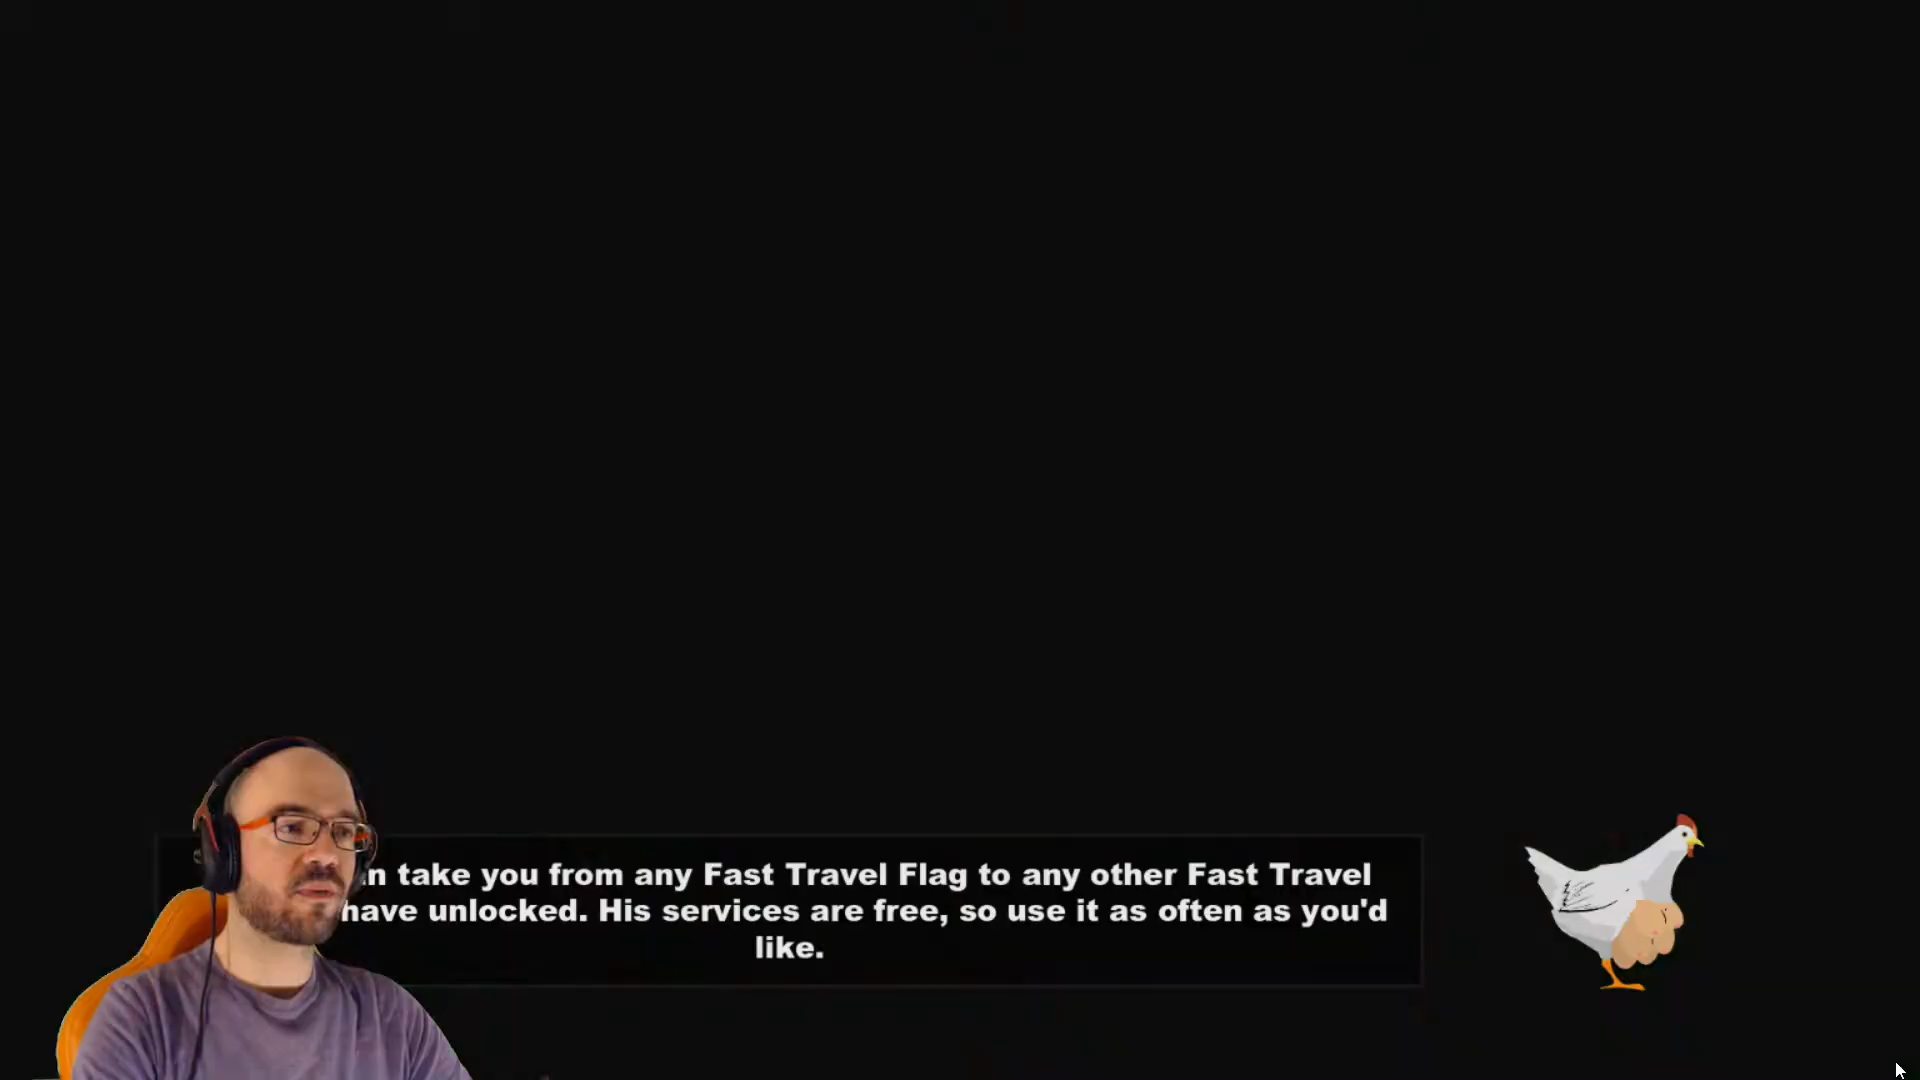 take you from any Fast Travel Flag to any other Fast Travel
have unlocked. His services are free, so use it as often as you'd
like.